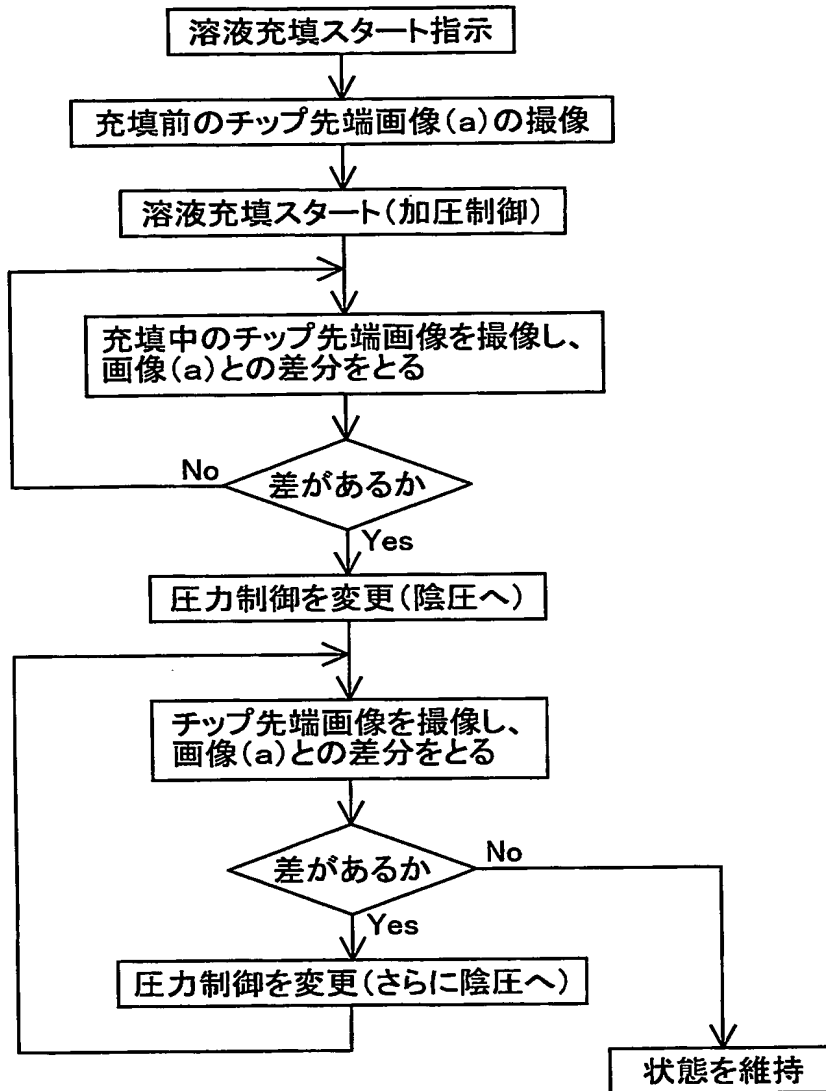 溶液充填スタート指示
充填前のチップ先端画像(a)の撮像
溶液充填スタート(加圧制御)
充填中のチップ先端画像を撮像し、
画像(a)との差分をとる
差があるか
No
Yes
圧力制御を変更(陰圧へ)
チップ先端画像を撮像し、
画像(a)との差分をとる
差があるか
No
Yes
圧力制御を変更(さらに陰圧へ)
状態を維持